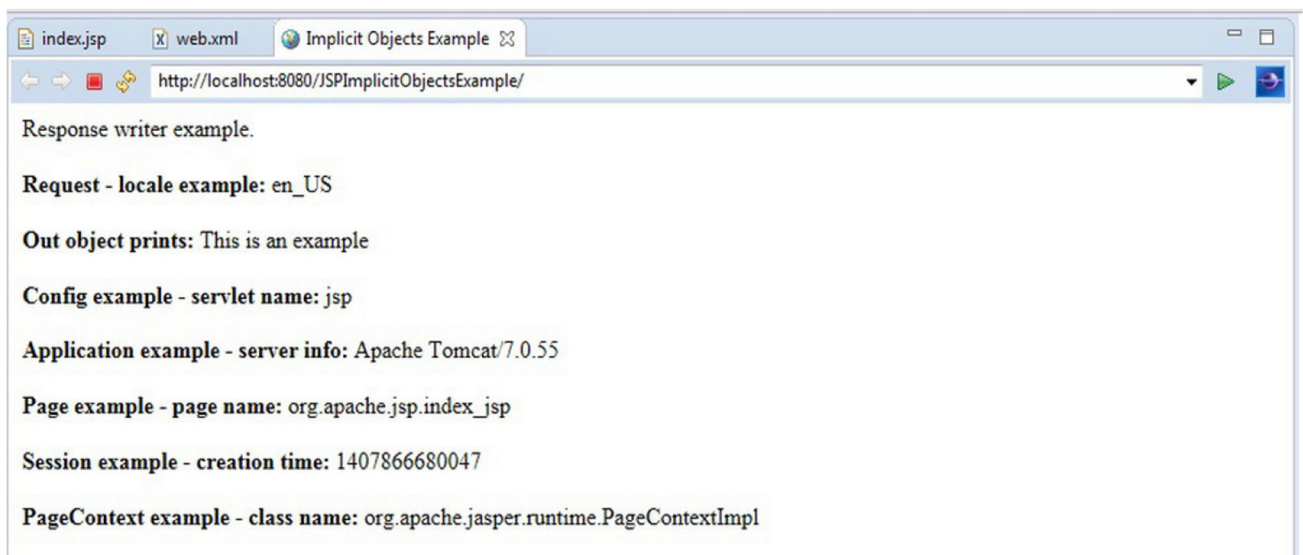 index.jsp web.xml Implicit Objects Example
http://localhost:8080/JSPImplicitObjectsExample/
Response writer example.
Request - locale example: en_US
Out object prints: This is an example
Config example - servlet name: jsp
Application example - server info: Apache Tomcat/7.0.55
Page example - page name: org.apache.jsp.index_jsp
Session example - creation time: 1407866680047
PageContext example - class name: org.apache.jasper.runtime.PageContextImpl